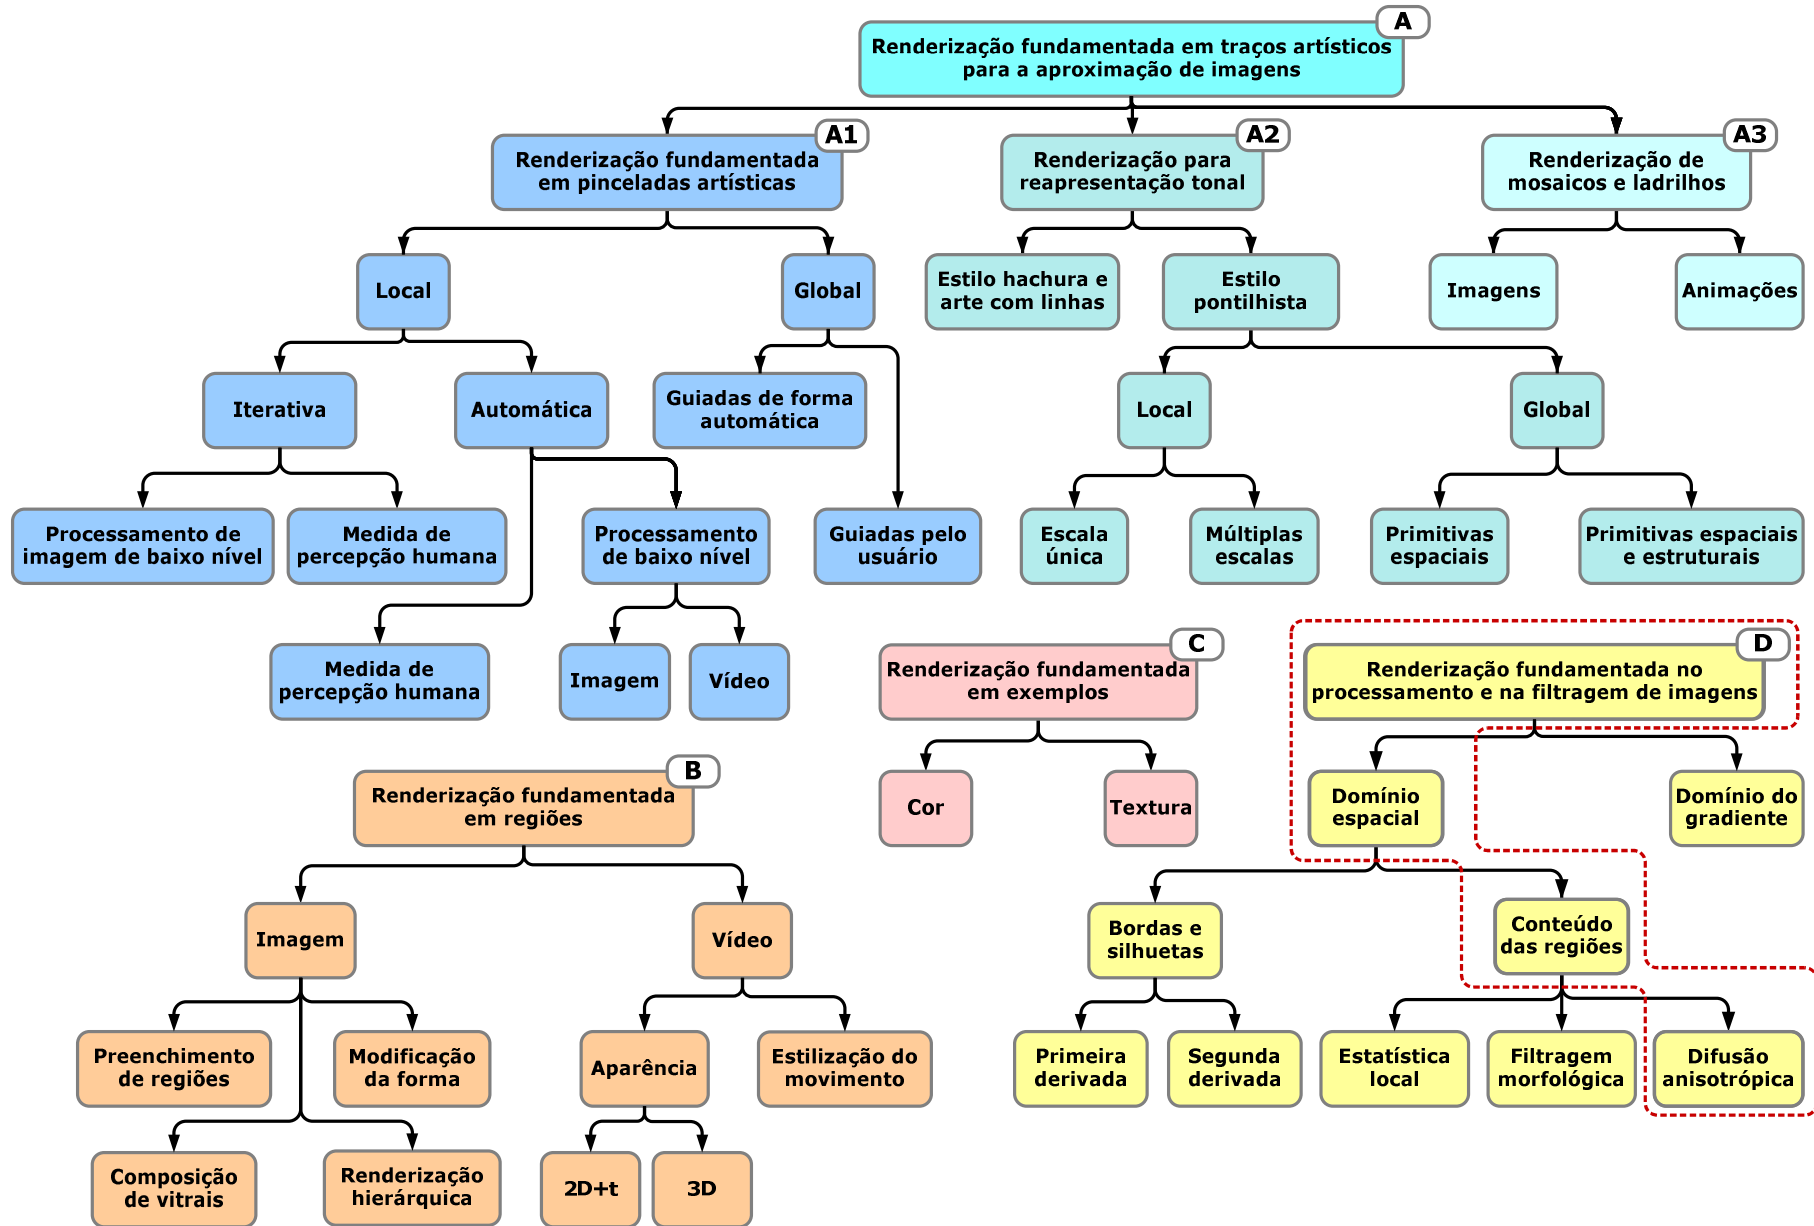 A
Renderização fundamentada em traços artísticos
para a aproximação de imagens
A1
Renderização fundamentada
em pinceladas artísticas
A2
Renderização para
reapresentação tonal
A3
Renderização de
mosaicos e ladrilhos
Local
Global
Estilo hachura e
arte com linhas
Estilo
pontilhista
Imagens
Animações
Iterativa
Automática
Guiadas de forma
automática
Local
Global
Processamento de
imagem de baixo nível
Medida de
percepção humana
Processamento
de baixo nível
Guiadas pelo
usuário
Escala
única
Múltiplas
escalas
Primitivas
espaciais
Primitivas espaciais
e estruturais
Medida de
percepção humana
Imagem
Vídeo
C
Renderização fundamentada
em exemplos
D
Renderização fundamentada no
processamento e na filtragem de imagens
B
Renderização fundamentada
em regiões
Cor
Textura
Domínio
espacial
Domínio do
gradiente
Imagem
Vídeo
Bordas e
silhuetas
Conteúdo
das regiões
Preenchimento
de regiões
Modificação
da forma
Aparência
Estilização do
movimento
Primeira
derivada
Segunda
derivada
Estatística
local
Filtragem
morfológica
Difusão
anisotrópica
Composição
de vitrais
Renderização
hierárquica
2D+t
3D